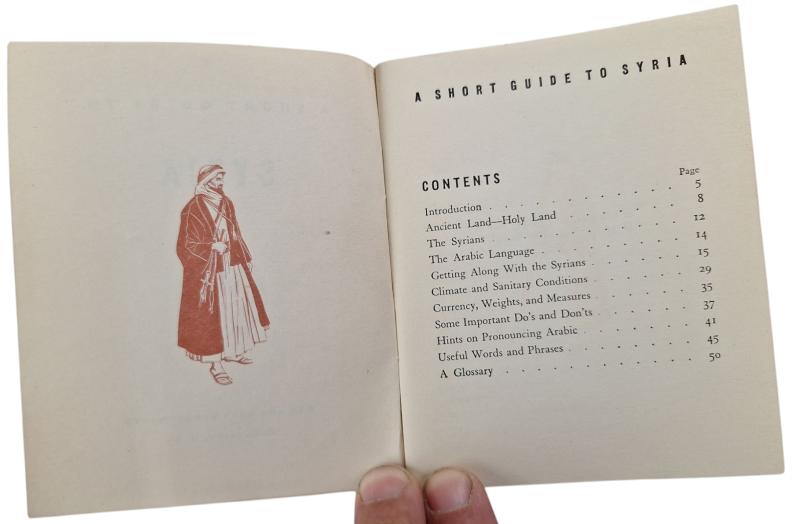 A SHORT GUIDE TO SYRIA
CONTENTS
Page
Introduction . . . . . . . . . . . 5
Ancient Land—Holy Land . . . . . . . 8
The Syrians . . . . . . . . . . . 12
The Arabic Language . . . . . . . . 14
Getting Along With the Syrians . . . . . 15
Climate and Sanitary Conditions . . . . . 29
Currency, Weights, and Measures . . . . . 35
Some Important Do's and Don'ts . . . . . 37
Hints on Pronouncing Arabic . . . . . . 41
Useful Words and Phrases . . . . . . . 45
A Glossary . . . . . . . . . . . 50